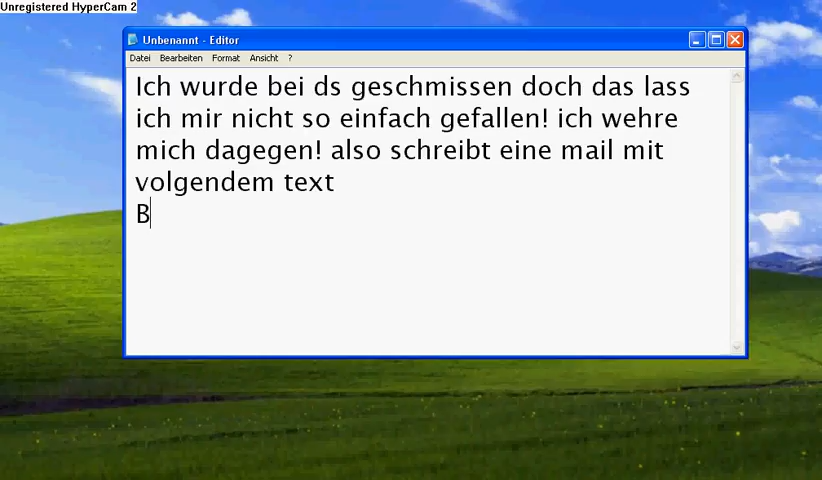 Unregistered HyperCam 2
Unbenannt - Editor
Datei Bearbeiten Format Ansicht ?
Ich wurde bei ds geschmissen doch das lass
ich mir nicht so einfach gefallen! ich wehre
mich dagegen! also schreibt eine mail mit
volgendem text
B